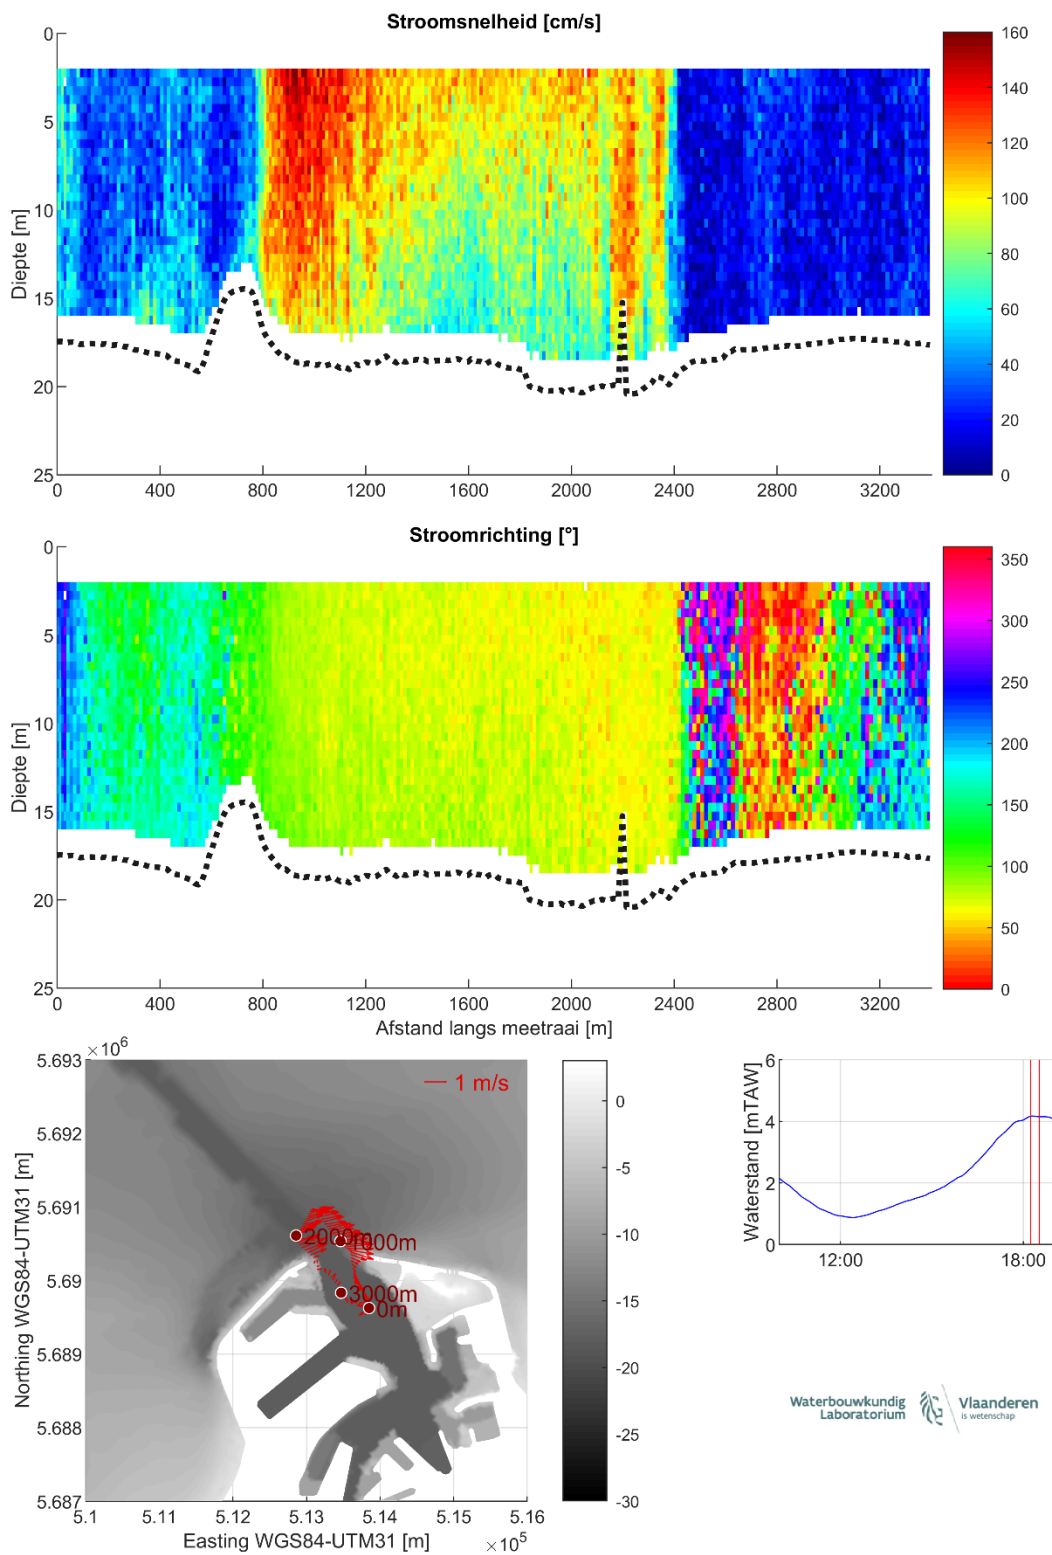 Stroomsnelheid [cm/s]
Diepte [m]
0
5
10
15
20
25
0 400 800 1200 1600 2000 2400 2800 3200
160
140
120
100
80
60
40
20
0
Stroomrichting [°]
Diepte [m]
0
5
10
15
20
25
0 400 800 1200 1600 2000 2400 2800 3200
Afstand langs meetraai [m]
350
300
250
200
150
100
50
0
×10⁶
5.693
5.692
5.691
5.69
5.689
5.688
5.687
Northing WGS84-UTM31 [m]
1 m/s
2000m
1000m
3000m
0m
5.1 5.11 5.12 5.13 5.14 5.15 5.16
Easting WGS84-UTM31 [m]
×10⁵
0
-5
-10
-15
-20
-25
-30
Waterstand [mTAW]
6
4
2
0
12:00 18:00
Waterbouwkundig
Laboratorium
Vlaanderen
is wetenschap